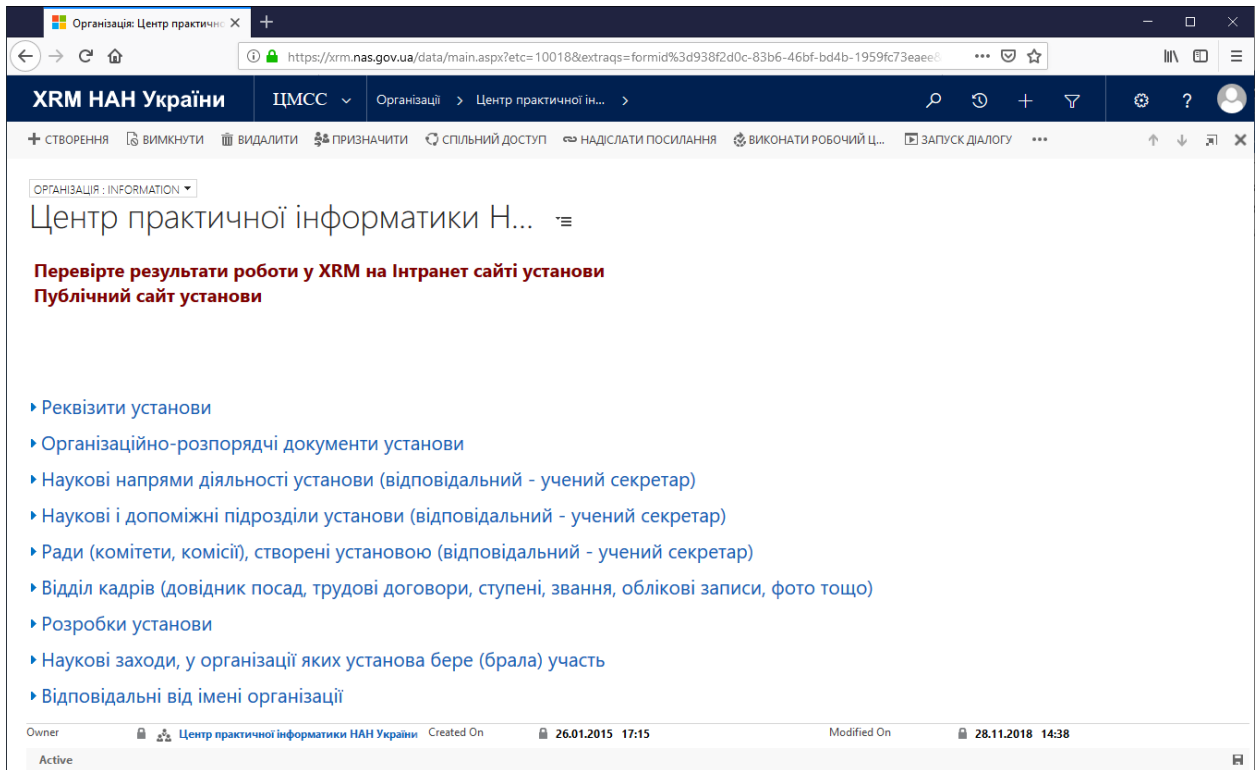 Організація: Центр практично
https://xrm.nas.gov.ua/data/main.aspx?etc=10018&extraqs=formid%3d938f2d0c-83b6-46bf-bd4b-1959fc73eaee8
XRM НАН України ЦМСС Організації > Центр практичної ін... > ?
СТВОРЕННЯ ВИМКНУТИ ВИДАЛИТИ ПРИЗНАЧИТИ СПІЛЬНИЙ ДОСТУП НАДІСЛАТИ ПОСИЛАННЯ ВИКОНАТИ РОБОЧИЙ Ц... ЗАПУСК ДІАЛОГУ •••
ОРГАНІЗАЦІЯ : INFORMATION
Центр практичної інформатики Н...
Перевірте результати роботи у XRM на Інтранет сайті установи
Публічний сайт установи
Реквізити установи
Організаційно-розпорядчі документи установи
Наукові напрями діяльності установи (відповідальний - учений секретар)
Наукові і допоміжні підрозділи установи (відповідальний - учений секретар)
Ради (комітети, комісії), створені установою (відповідальний - учений секретар)
Відділ кадрів (довідник посад, трудові договори, ступені, звання, облікові записи, фото тощо)
Розробки установи
Наукові заходи, у організації яких установа бере (брала) участь
Відповідальні від імені організації
Owner Центр практичної інформатики НАН України Created On 26.01.2015 17:15 Modified On 28.11.2018 14:38
Active